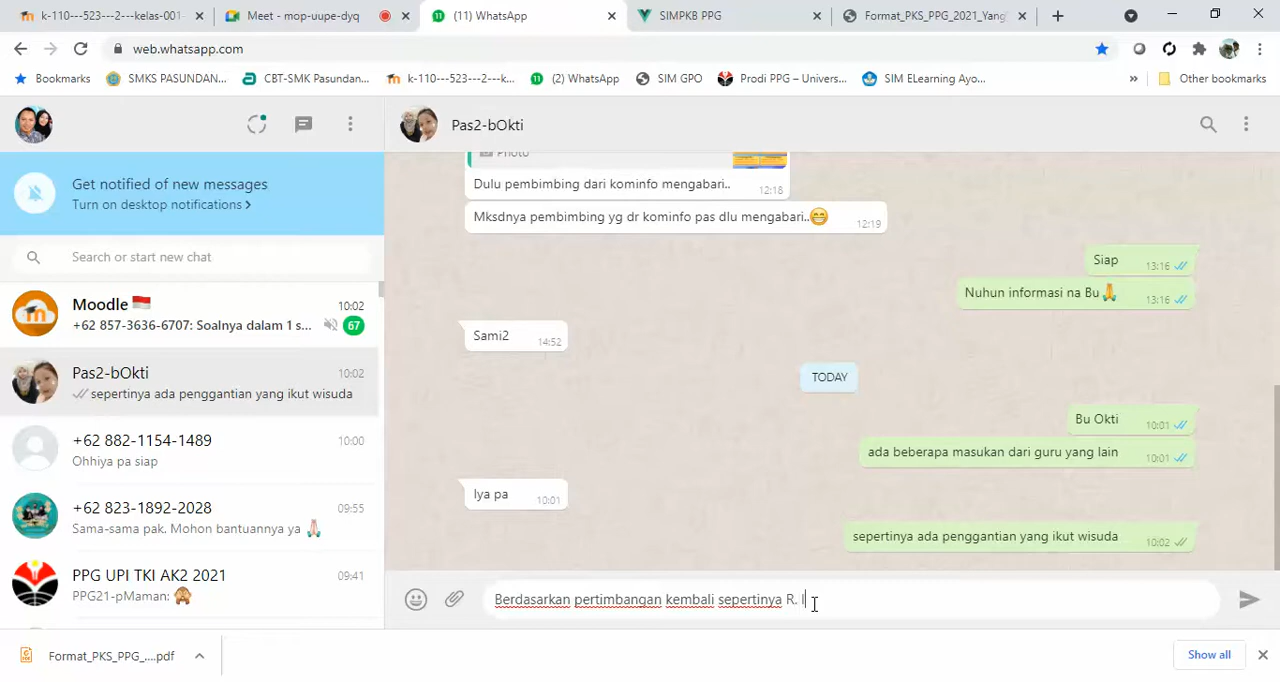 k-110---523---2---kelas-001-
Meet - mop-uupe-dyq
(11) WhatsApp
SIMPKB PPG
Format_PKS_PPG_2021_Yang
web.whatsapp.com
Bookmarks
SMKS PASUNDAN...
CBT-SMK Pasundan...
k-110---523---2---k...
(2) WhatsApp
SIM GPO
Prodi PPG – Univers...
SIM ELearning Ayo...
»
Other bookmarks
Pas2-bOkti
Get notified of new messages
Turn on desktop notifications >
Search or start new chat
Moodle 🇮🇩 10:02
+62 857-3636-6707: Soalnya dalam 1 s... 67
Pas2-bOkti 10:02
sepertinya ada penggantian yang ikut wisuda
+62 882-1154-1489 10:00
Ohhiya pa siap
+62 823-1892-2028 09:55
Sama-sama pak. Mohon bantuannya ya 🙏
PPG UPI TKI AK2 2021 09:41
PPG21-pMaman: 🙈
Photo
Dulu pembimbing dari kominfo mengabari.. 12:18
Mksdnya pembimbing yg dr kominfo pas dlu mengabari..😁 12:19
Siap 13:16
Nuhun informasi na Bu🙏 13:16
Sami2 14:52
TODAY
Bu Okti 10:01
ada beberapa masukan dari guru yang lain 10:01
Iya pa 10:01
sepertinya ada penggantian yang ikut wisuda 10:02
Berdasarkan pertimbangan kembali sepertinya R. I
Format_PKS_PPG_....pdf
Show all